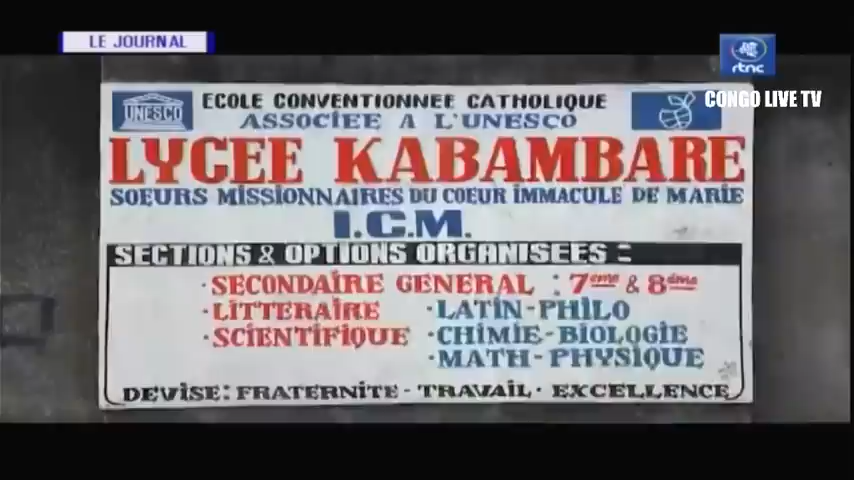 LE JOURNAL
rtnc
CONGO LIVE TV
UNESCO
ECOLE CONVENTIONNEE CATHOLIQUE
ASSOCIEE A L'UNESCO
LYCEE KABAMBARE
SOEURS MISSIONNAIRES DU COEUR IMMACULE DE MARIE
I.C.M.
SECTIONS & OPTIONS ORGANISEES :
·SECONDAIRE GENERAL : 7ème & 8ème
·LITTERAIRE ·LATIN-PHILO
·SCIENTIFIQUE ·CHIMIE-BIOLOGIE
·MATH-PHYSIQUE
DEVISE: FRATERNITE - TRAVAIL · EXCELLENCE